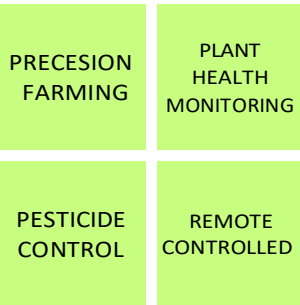 PRECESION
FARMING
PLANT
HEALTH
MONITORING
PESTICIDE
CONTROL
REMOTE
CONTROLLED